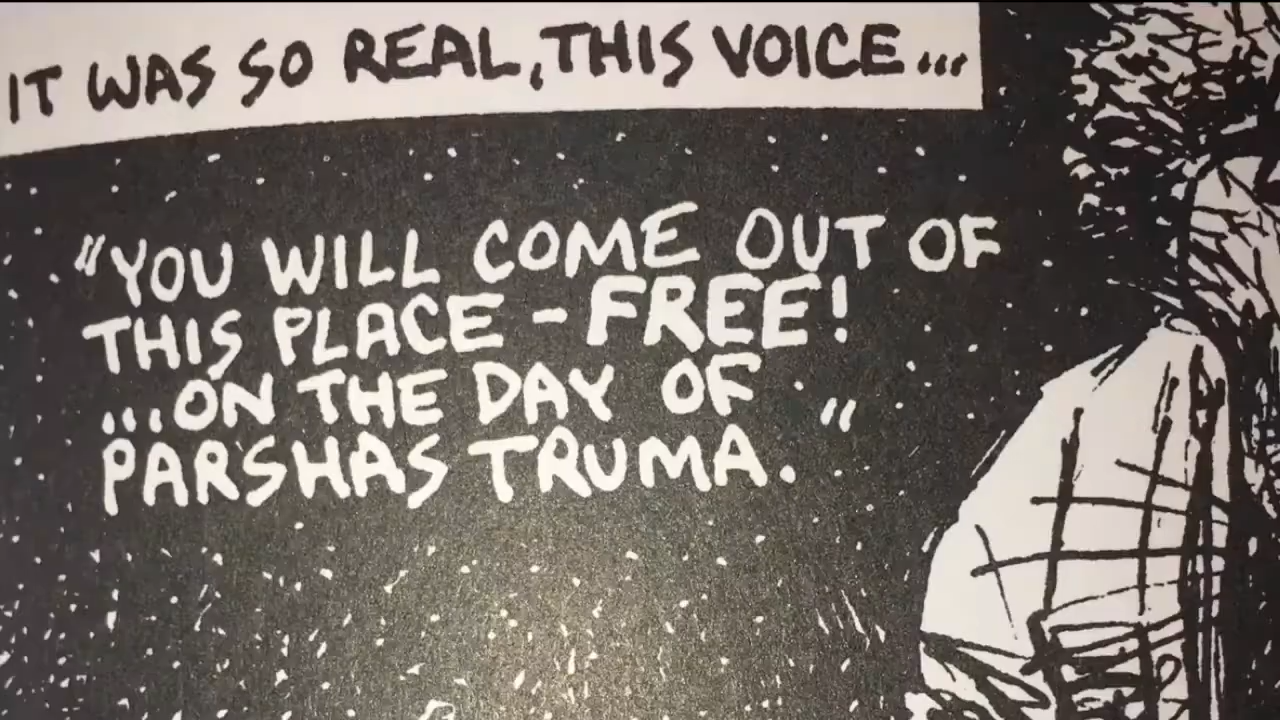 IT WAS SO REAL, THIS VOICE...
"YOU WILL COME OUT OF
THIS PLACE - FREE!
...ON THE DAY OF
PARSHAS TRUMA."